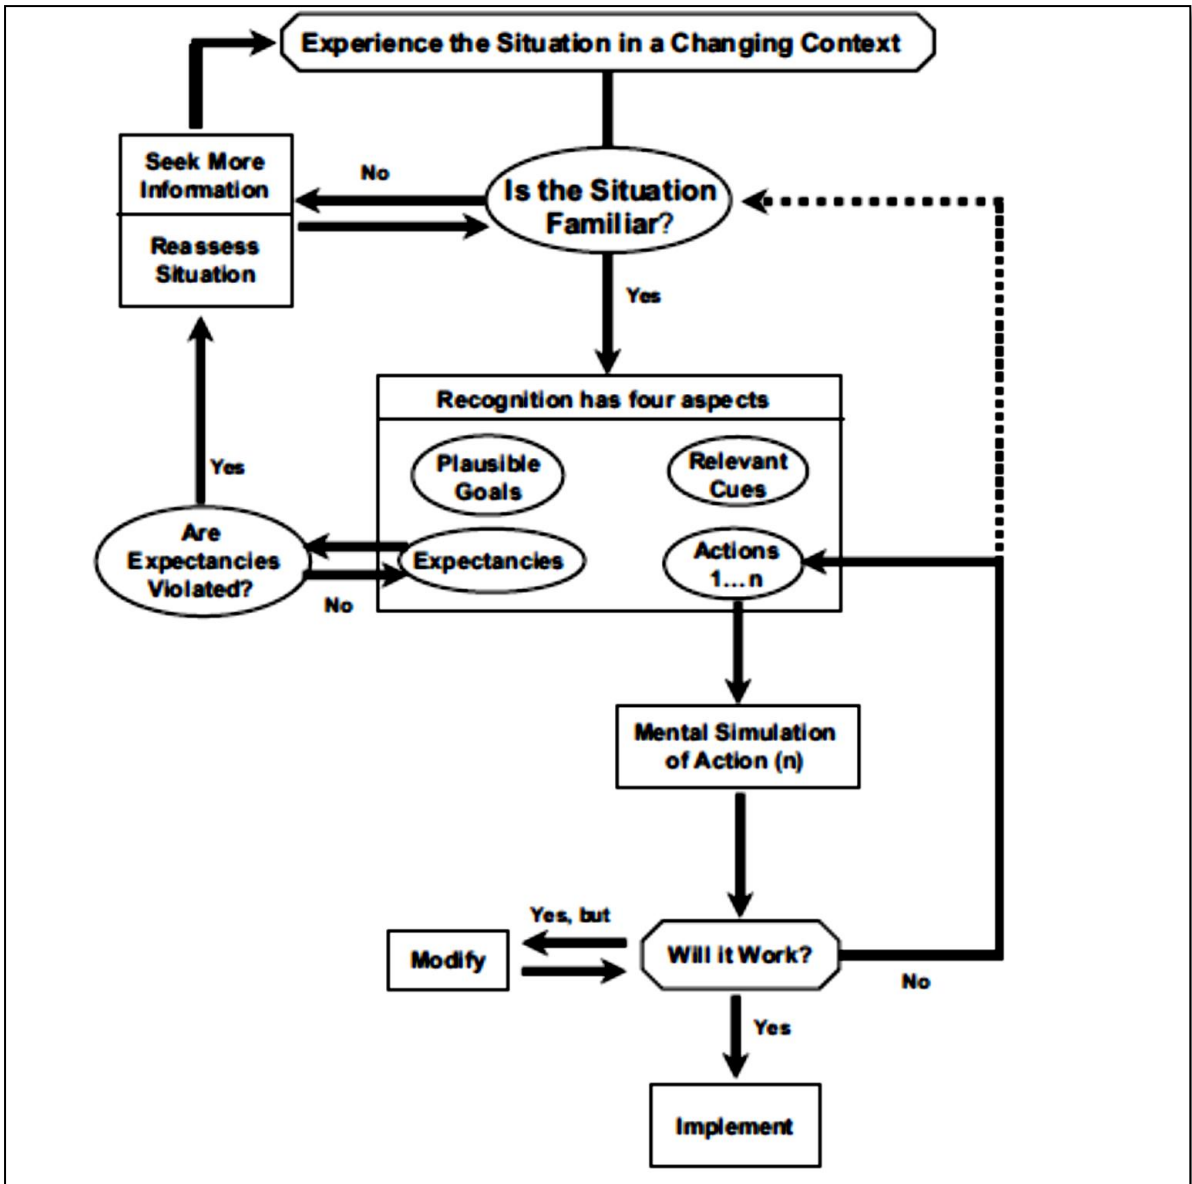 Experience the Situation in a Changing Context
Seek More
Information
No
Is the Situation
Familiar?
Reassess
Situation
Yes
Recognition has four aspects
Plausible
Goals
Relevant
Cues
Yes
Are
Expectancies
Violated?
Expectancies
Actions
1...n
No
Mental Simulation
of Action (n)
Yes, but
Modify
Will it Work?
No
Yes
Implement